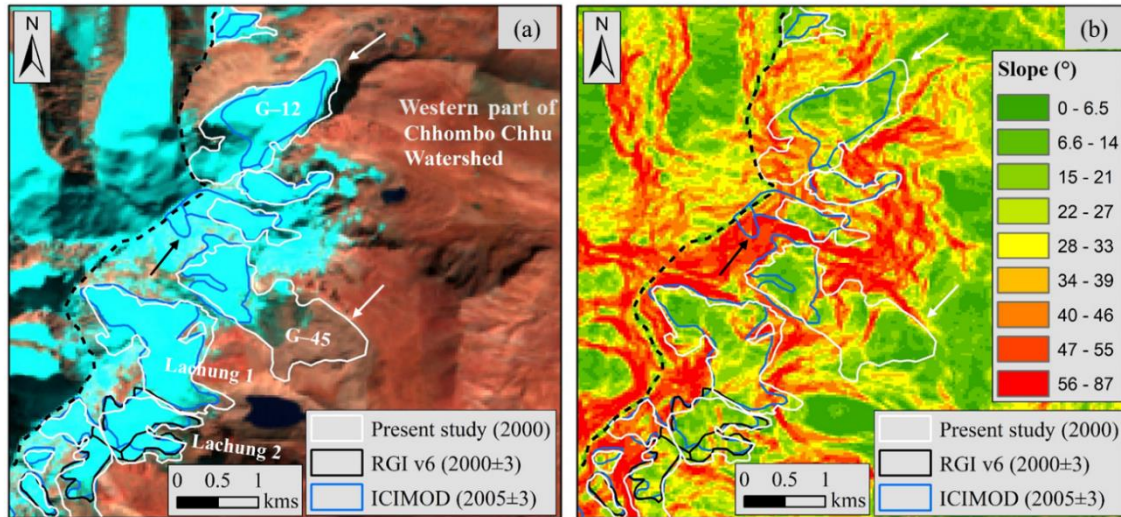 N
(a)
G–12
Western part of
Chhombo Chhu
Watershed
G–45
Lachung 1
Lachung 2
0 0.5 1
kms
Present study (2000)
RGI v6 (2000±3)
ICIMOD (2005±3)
N
(b)
Slope (°)
0 - 6.5
6.6 - 14
15 - 21
22 - 27
28 - 33
34 - 39
40 - 46
47 - 55
56 - 87
0 0.5 1
kms
Present study (2000)
RGI v6 (2000±3)
ICIMOD (2005±3)